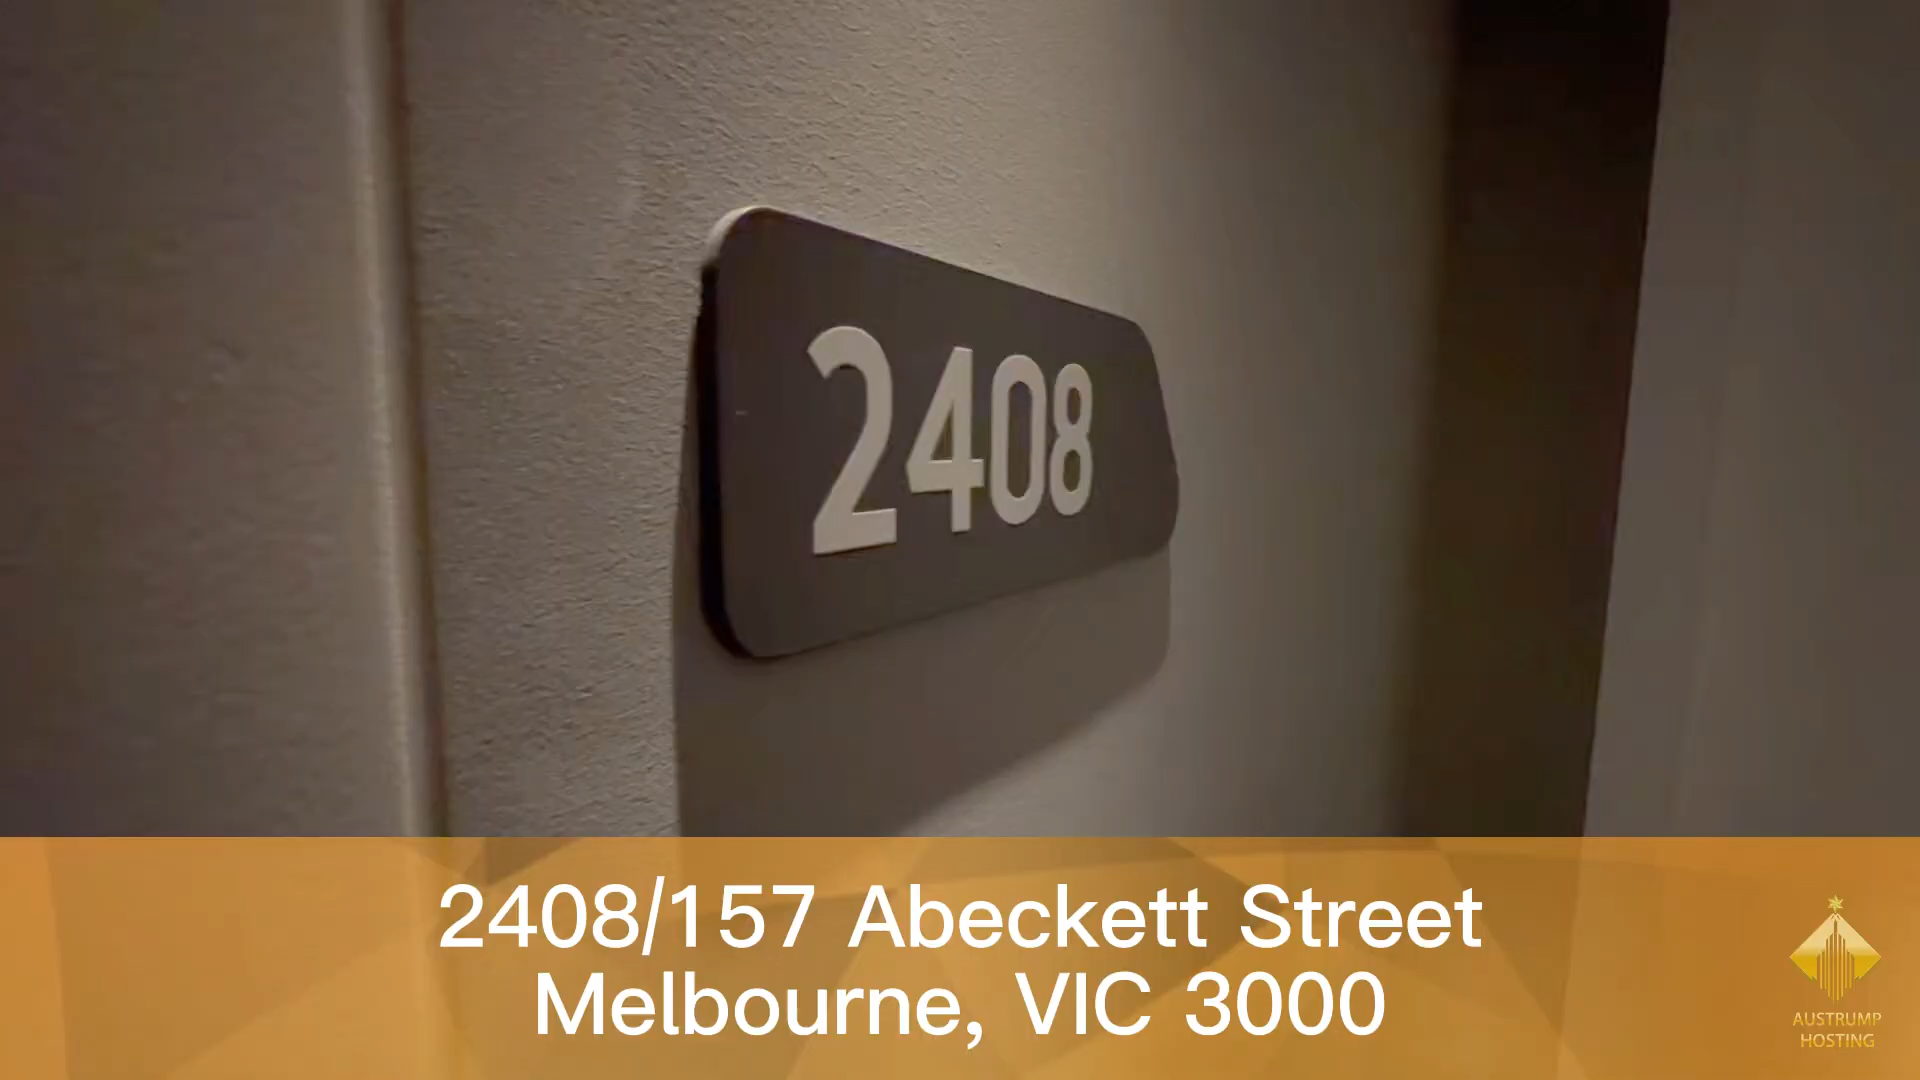 2408
2408/157 Abeckett Street
Melbourne, VIC 3000
AUSTRUMP
HOSTING